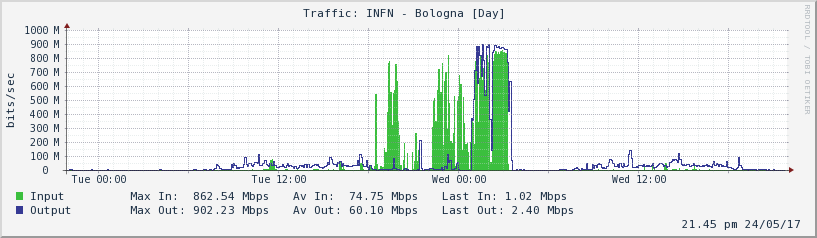 Traffic: INFN - Bologna [Day]
RRDTOOL / TOBI OETIKER
bits/sec
1000 M
900 M
800 M
700 M
600 M
500 M
400 M
300 M
200 M
100 M
0
Tue 00:00 Tue 12:00 Wed 00:00 Wed 12:00
Input Max In: 862.54 Mbps Av In: 74.75 Mbps Last In: 1.02 Mbps
Output Max Out: 902.23 Mbps Av Out: 60.10 Mbps Last Out: 2.40 Mbps
21.45 pm 24/05/17